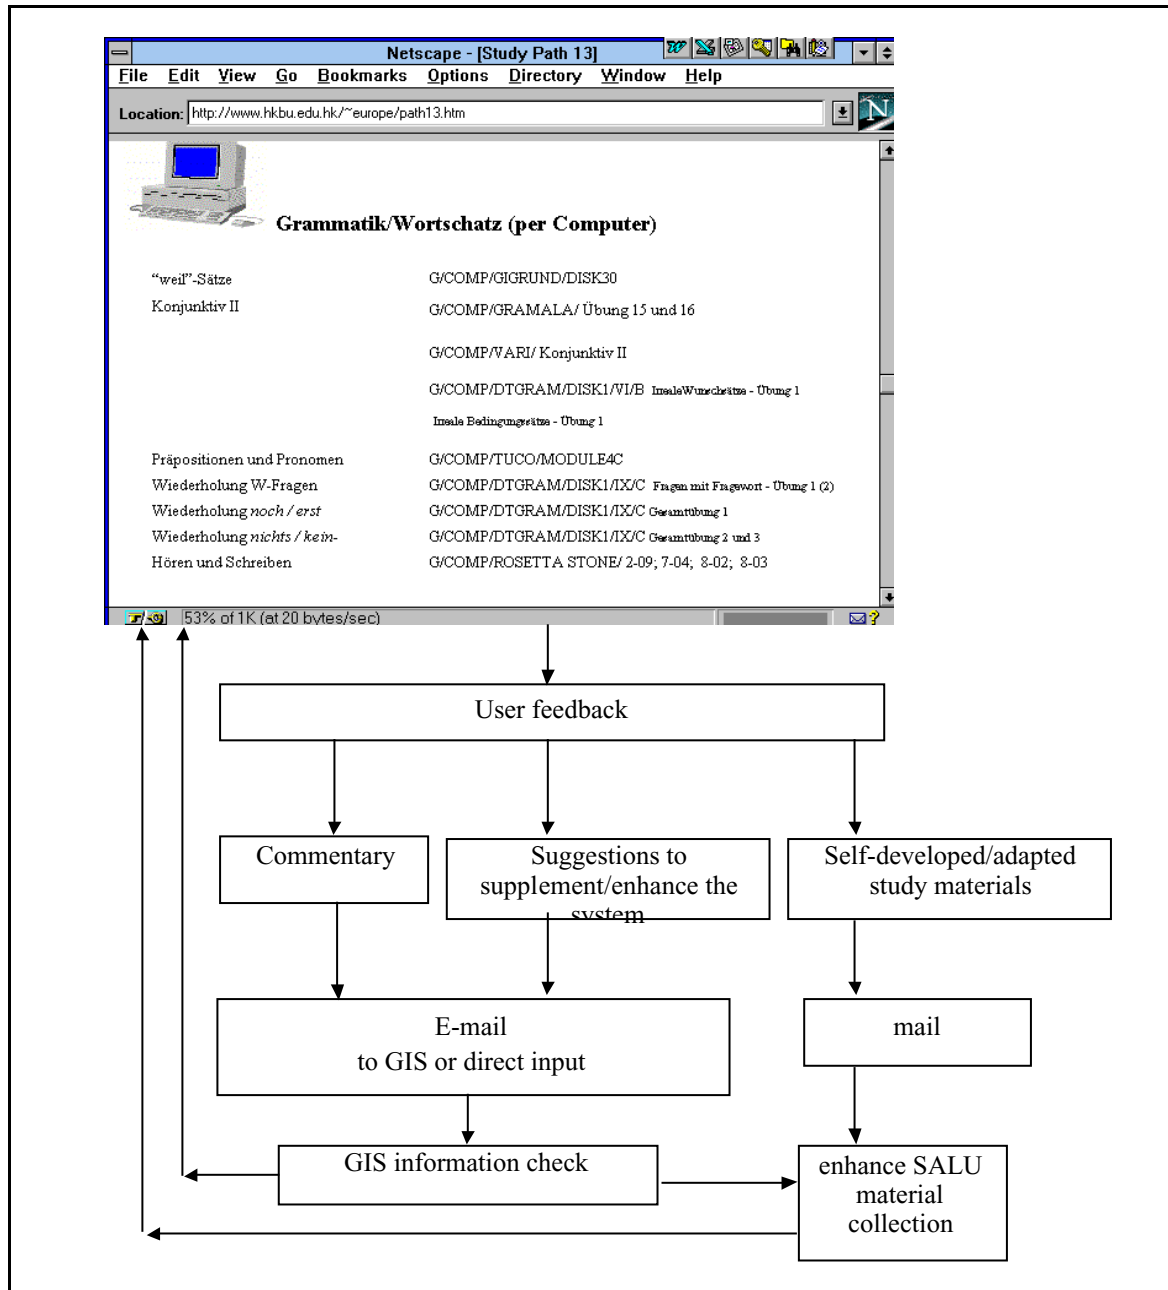 Netscape - [Study Path 13]
File Edit View Go Bookmarks Options Directory Window Help
Location: http://www.hkbu.edu.hk/~europe/path13.htm
N
Grammatik/Wortschatz (per Computer)
“weil”-Sätze G/COMP/GIGRUND/DISK30
Konjunktiv II G/COMP/GRAMALA/ Übung 15 und 16
G/COMP/VARI/ Konjunktiv II
G/COMP/DTGRAM/DISK1/VI/B Irreale Wunschsätze - Übung 1
Irreale Bedingungssätze - Übung 1
Präpositionen und Pronomen G/COMP/TUCO/MODULE4C
Wiederholung W-Fragen G/COMP/DTGRAM/DISK1/IX/C Fragen mit Fragewort - Übung 1 (2)
Wiederholung noch / erst G/COMP/DTGRAM/DISK1/IX/C Gesamtübung 1
Wiederholung nichts / kein- G/COMP/DTGRAM/DISK1/IX/C Gesamtübung 2 und 3
Hören und Schreiben G/COMP/ROSETTA STONE/ 2-09; 7-04; 8-02; 8-03
53% of 1K (at 20 bytes/sec)
User feedback
Commentary
Suggestions to
supplement/enhance the
system
Self-developed/adapted
study materials
E-mail
to GIS or direct input
mail
GIS information check
enhance SALU
material
collection